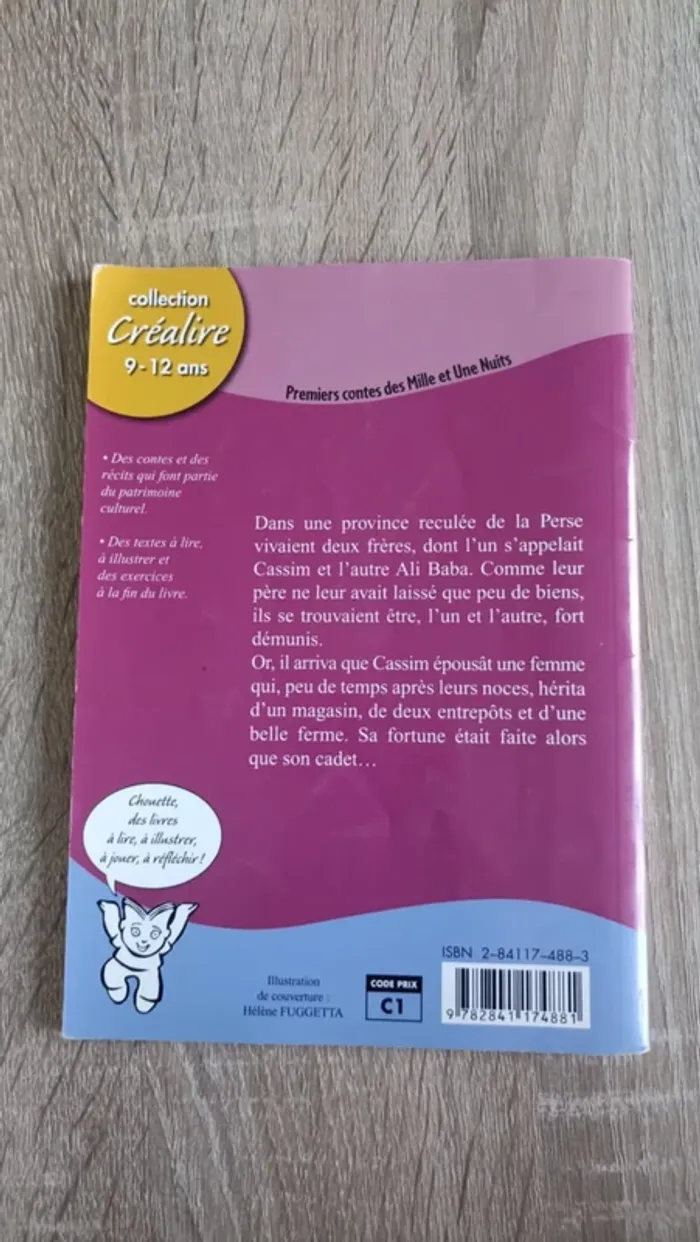 collection
Créalire
9-12 ans
Premiers contes des Mille et Une Nuits
• Des contes et des
récits qui font partie
du patrimoine
culturel.
• Des textes à lire,
à illustrer et
des exercices
à la fin du livre.
Dans une province reculée de la Perse
vivaient deux frères, dont l'un s'appelait
Cassim et l'autre Ali Baba. Comme leur
père ne leur avait laissé que peu de biens,
ils se trouvaient être, l'un et l'autre, fort
démunis.
Or, il arriva que Cassim épousât une femme
qui, peu de temps après leurs noces, hérita
d'un magasin, de deux entrepôts et d'une
belle ferme. Sa fortune était faite alors
que son cadet…
Chouette,
des livres
à lire, à illustrer,
à jouer, à réfléchir !
Illustration
de couverture :
Hélène FUGGETTA
CODE PRIX
C1
ISBN 2-84117-488-3
9 782841 174881